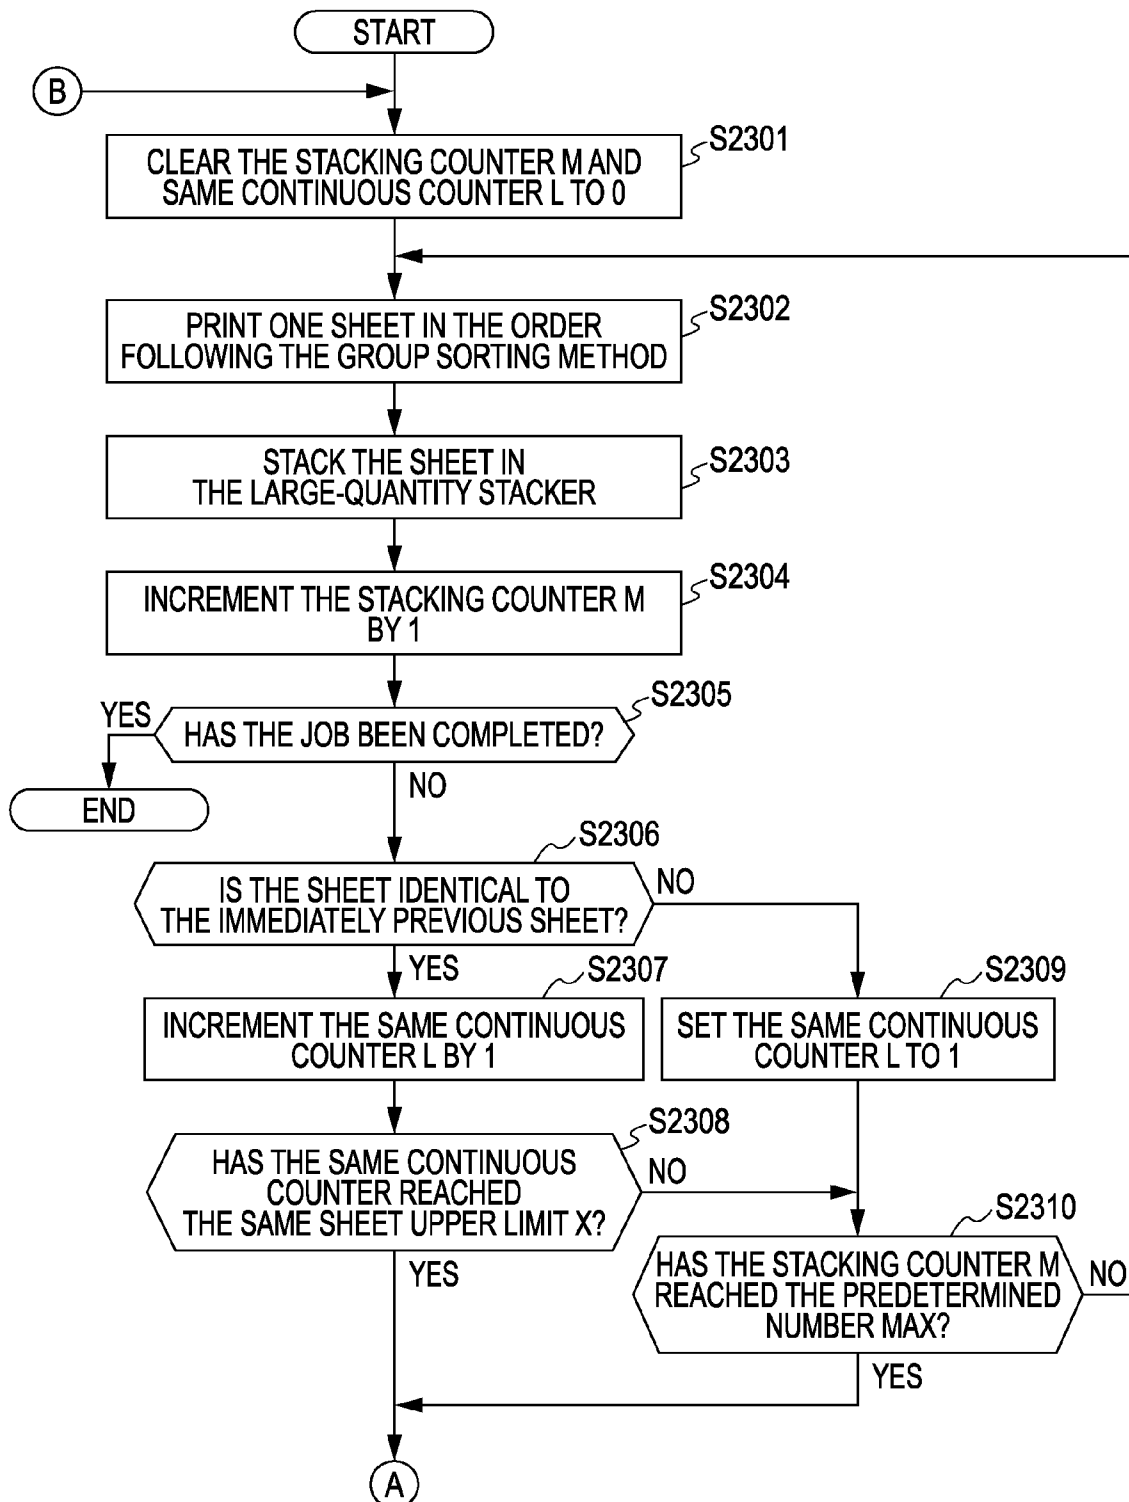 START
B
S2301
CLEAR THE STACKING COUNTER M AND
SAME CONTINUOUS COUNTER L TO 0
S2302
PRINT ONE SHEET IN THE ORDER
FOLLOWING THE GROUP SORTING METHOD
S2303
STACK THE SHEET IN
THE LARGE-QUANTITY STACKER
S2304
INCREMENT THE STACKING COUNTER M
BY 1
S2305
YES
HAS THE JOB BEEN COMPLETED?
NO
END
S2306
IS THE SHEET IDENTICAL TO
THE IMMEDIATELY PREVIOUS SHEET?
NO
YES
S2307
INCREMENT THE SAME CONTINUOUS
COUNTER L BY 1
S2309
SET THE SAME CONTINUOUS
COUNTER L TO 1
S2308
HAS THE SAME CONTINUOUS
COUNTER REACHED
THE SAME SHEET UPPER LIMIT X?
NO
YES
S2310
HAS THE STACKING COUNTER M
REACHED THE PREDETERMINED
NUMBER MAX?
NO
YES
A